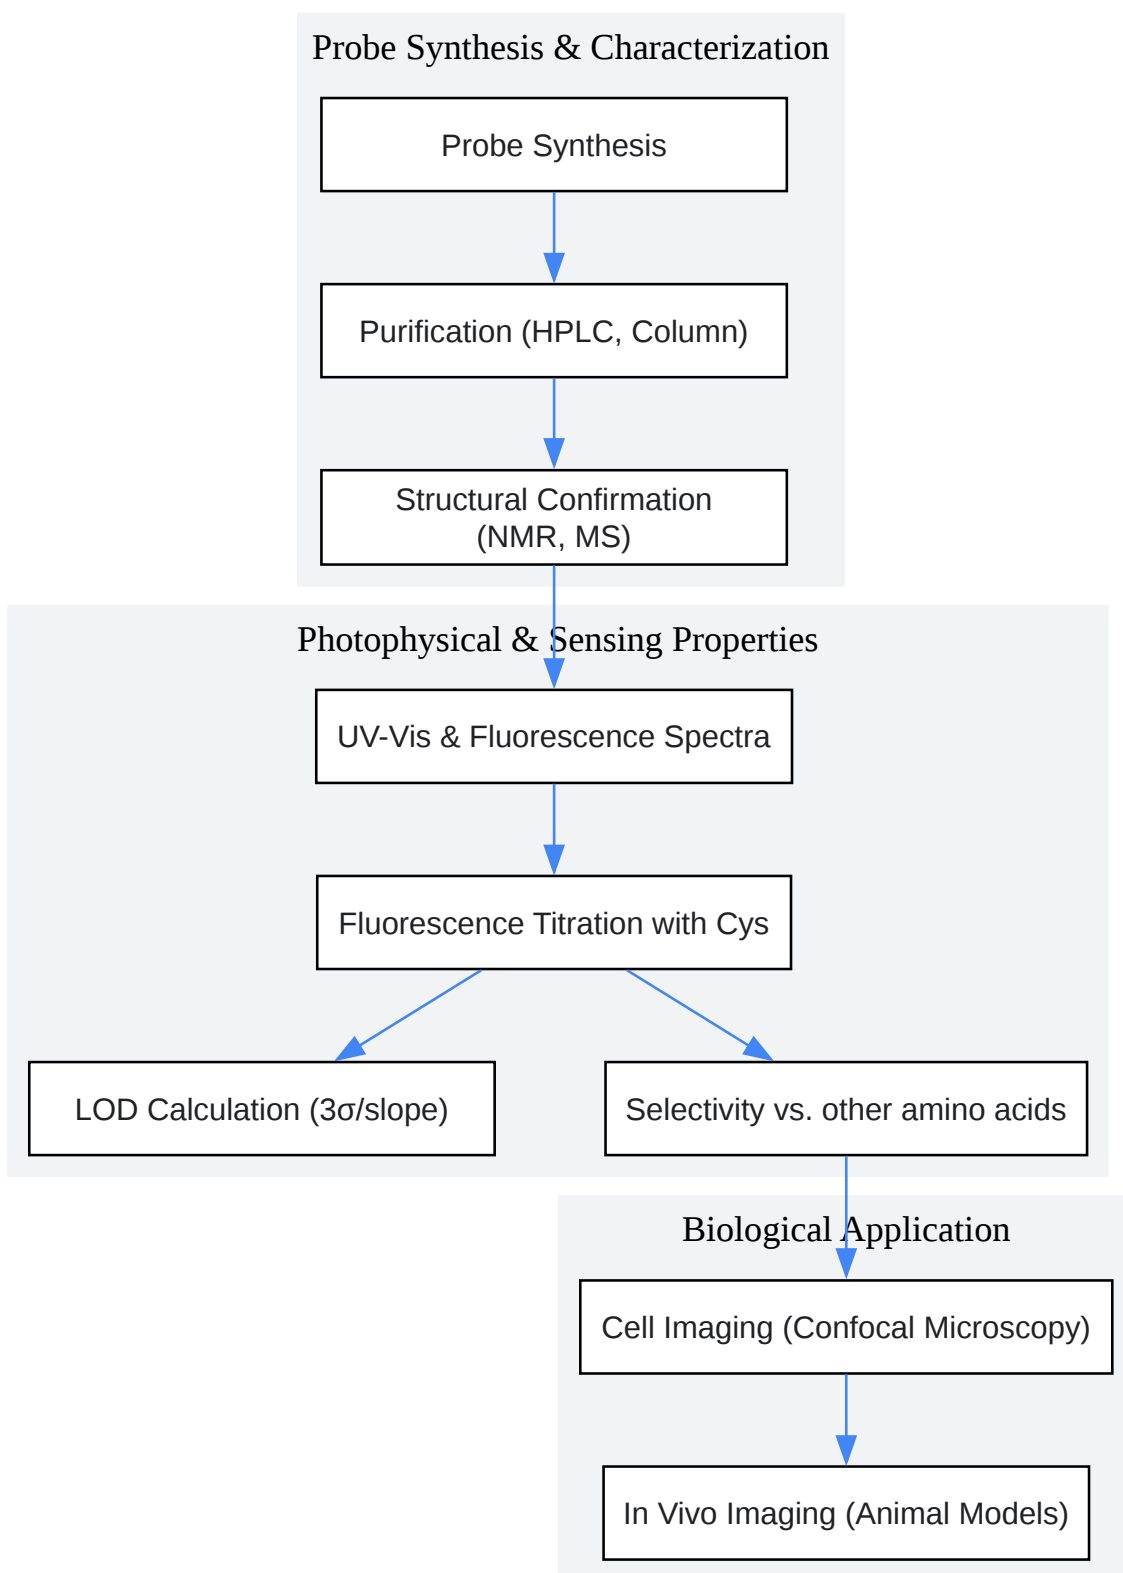 Probe Synthesis & Characterization
Probe Synthesis
Purification (HPLC, Column)
Structural Confirmation
(NMR, MS)
Photophysical & Sensing Properties
UV-Vis & Fluorescence Spectra
Fluorescence Titration with Cys
LOD Calculation (3σ/slope)
Selectivity vs. other amino acids
Biological Application
Cell Imaging (Confocal Microscopy)
In Vivo Imaging (Animal Models)